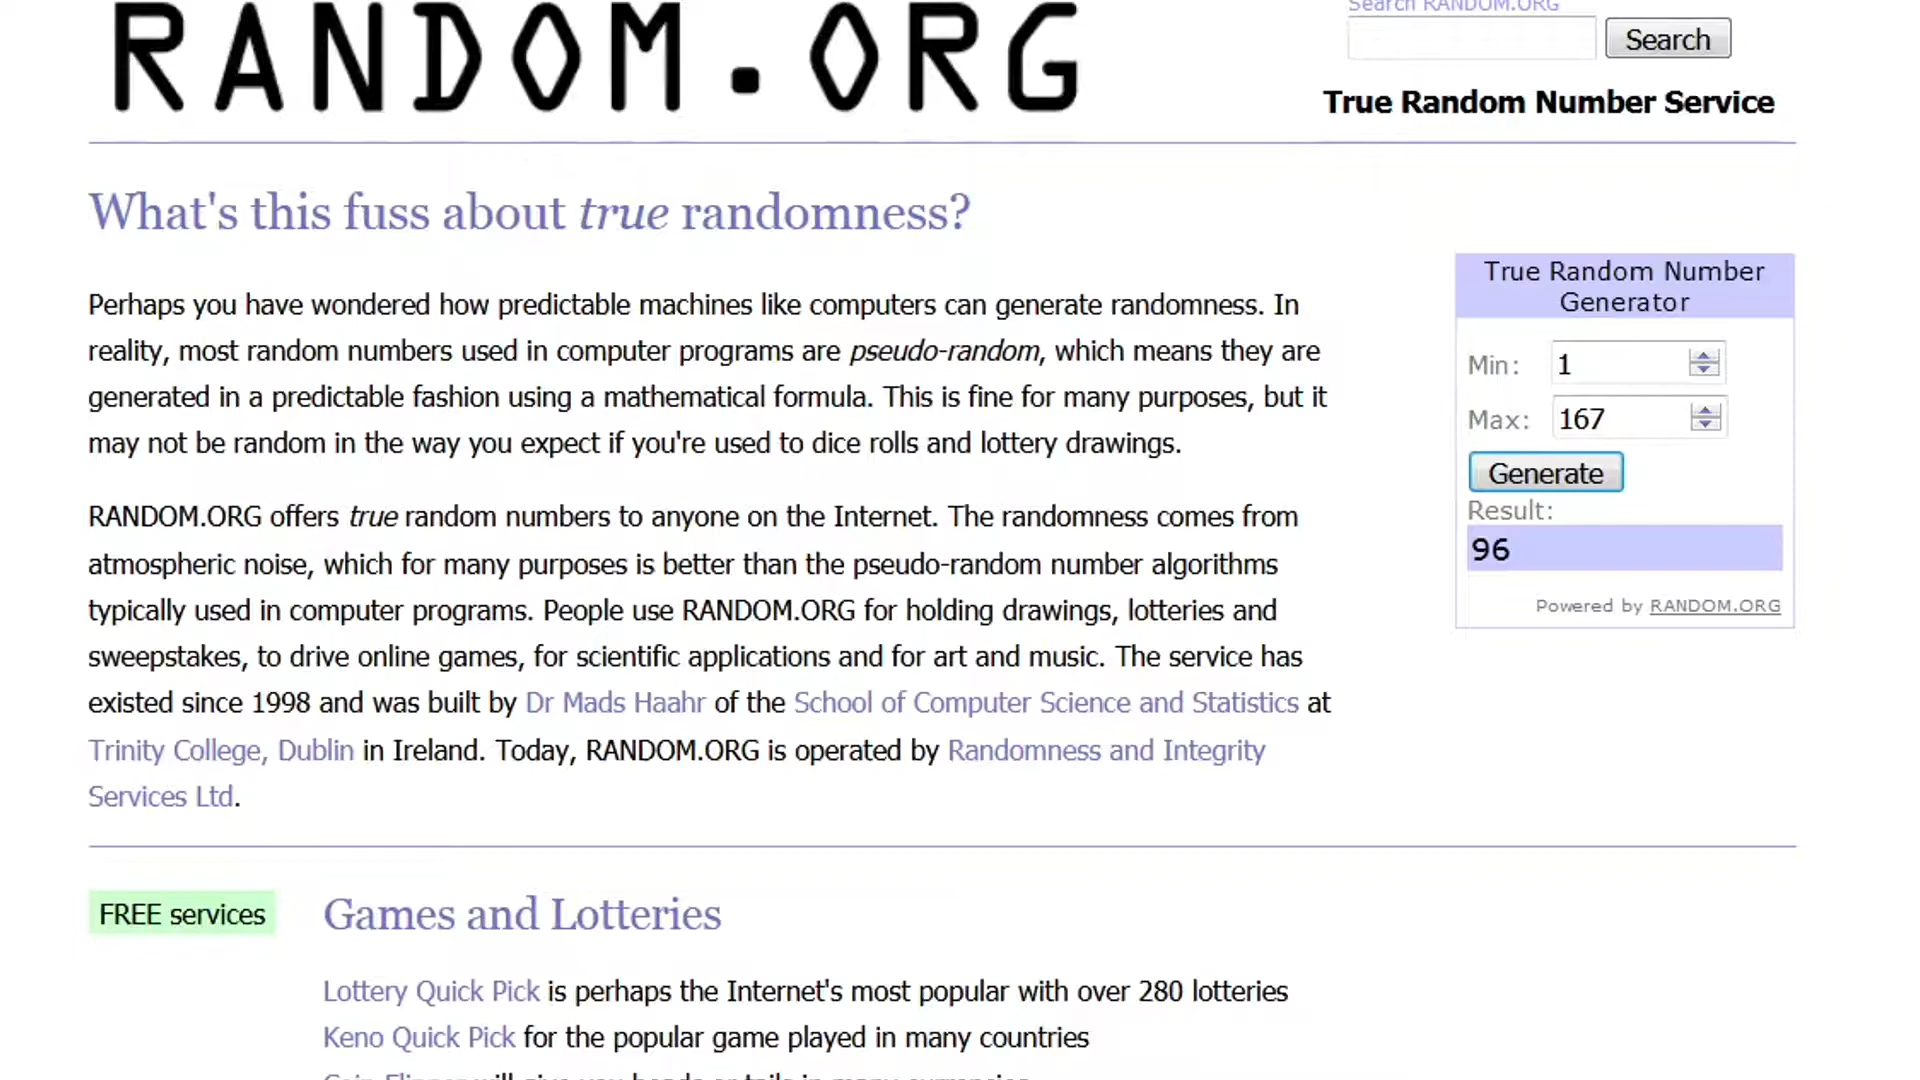 RANDOM.ORG
Search RANDOM.ORG
Search
True Random Number Service
What's this fuss about true randomness?
Perhaps you have wondered how predictable machines like computers can generate randomness. In
reality, most random numbers used in computer programs are pseudo-random, which means they are
generated in a predictable fashion using a mathematical formula. This is fine for many purposes, but it
may not be random in the way you expect if you're used to dice rolls and lottery drawings.
RANDOM.ORG offers true random numbers to anyone on the Internet. The randomness comes from
atmospheric noise, which for many purposes is better than the pseudo-random number algorithms
typically used in computer programs. People use RANDOM.ORG for holding drawings, lotteries and
sweepstakes, to drive online games, for scientific applications and for art and music. The service has
existed since 1998 and was built by Dr Mads Haahr of the School of Computer Science and Statistics at
Trinity College, Dublin in Ireland. Today, RANDOM.ORG is operated by Randomness and Integrity
Services Ltd.
True Random Number
Generator
Min: 1
Max: 167
Generate
Result:
96
Powered by RANDOM.ORG
FREE services
Games and Lotteries
Lottery Quick Pick is perhaps the Internet's most popular with over 280 lotteries
Keno Quick Pick for the popular game played in many countries
Coin Flipper will give you heads or tails in many currencies